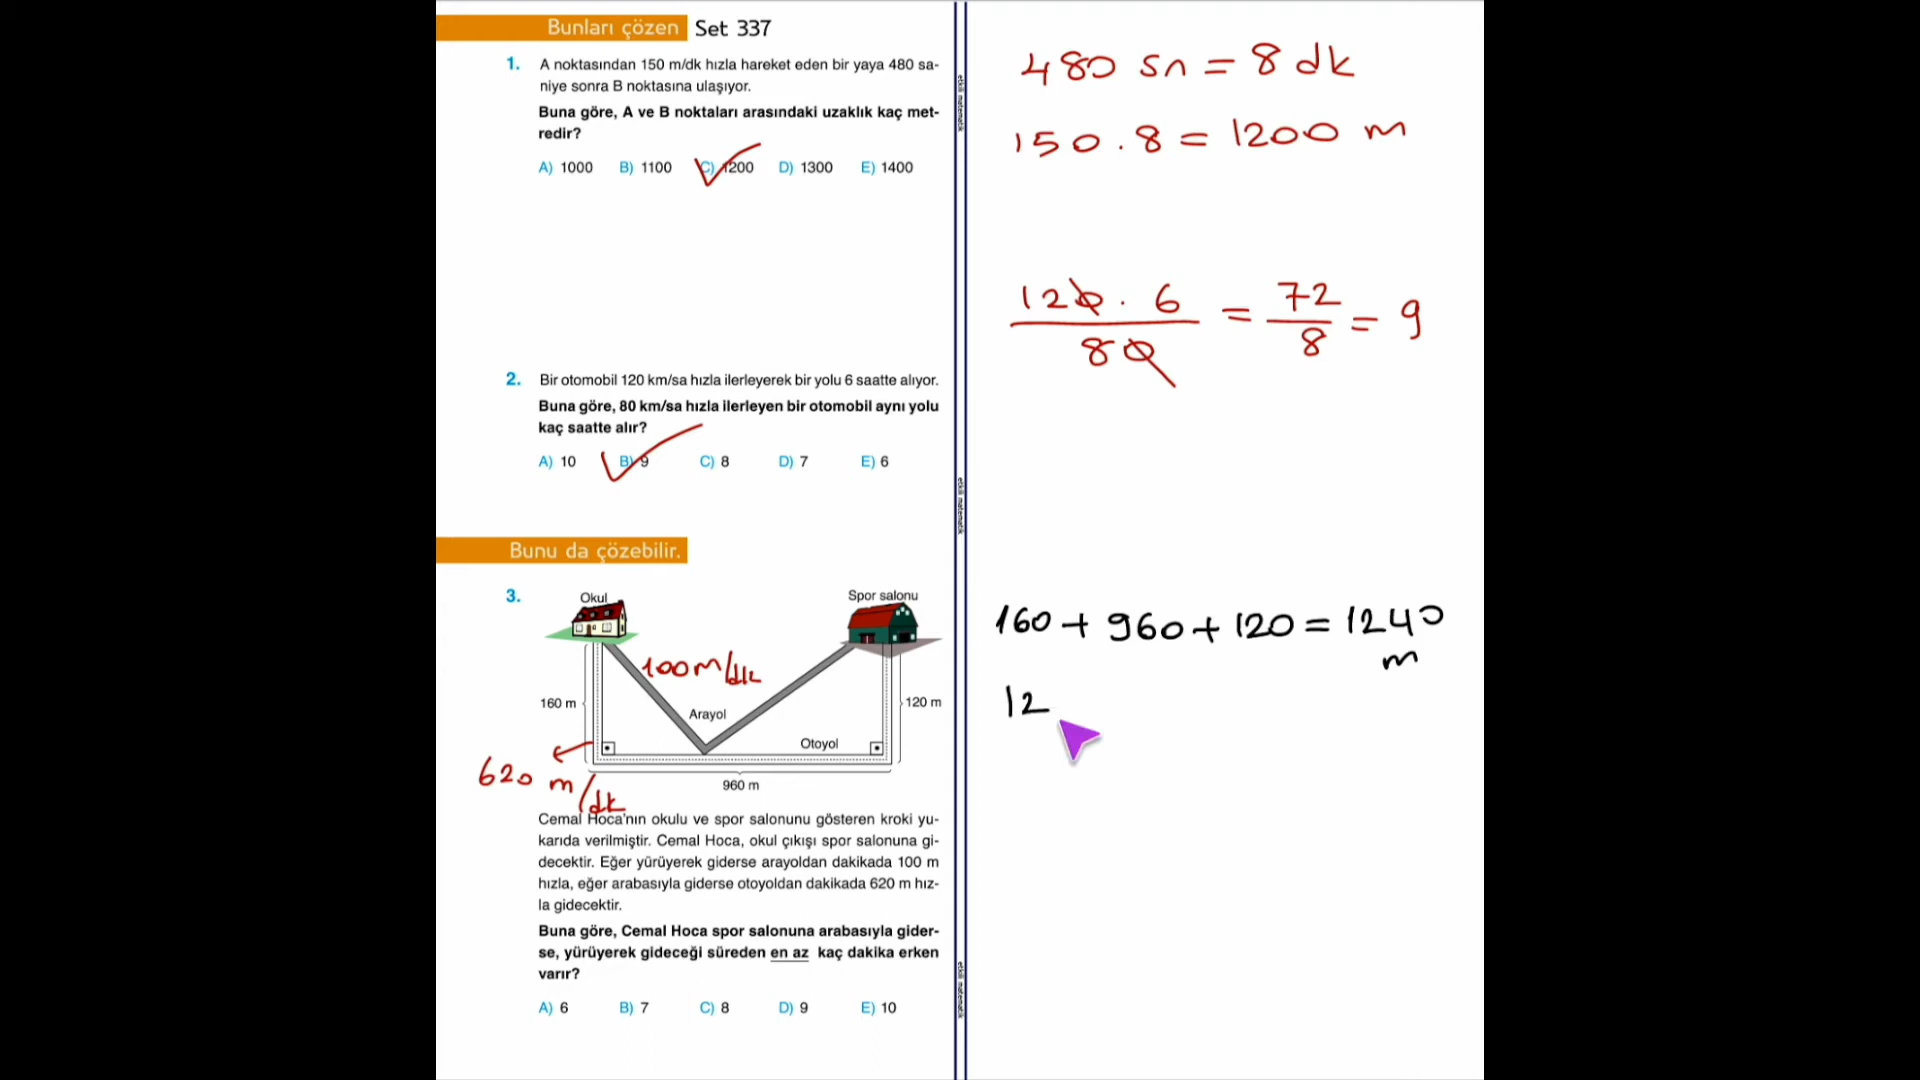 Bunları çözen Set 337
1. A noktasından 150 m/dk hızla hareket eden bir yaya 480 sa-
niye sonra B noktasına ulaşıyor.
Buna göre, A ve B noktaları arasındaki uzaklık kaç met-
redir?
A) 1000 B) 1100 C) 1200 D) 1300 E) 1400
2. Bir otomobil 120 km/sa hızla ilerleyerek bir yolu 6 saatte alıyor.
Buna göre, 80 km/sa hızla ilerleyen bir otomobil aynı yolu
kaç saatte alır?
A) 10 B) 9 C) 8 D) 7 E) 6
Bunu da çözebilir.
3.
Okul
Spor salonu
100 m/dk
160 m
120 m
Arayol
Otoyol
620 m/dk
960 m
Cemal Hoca'nın okulu ve spor salonunu gösteren kroki yu-
karıda verilmiştir. Cemal Hoca, okul çıkışı spor salonuna gi-
decektir. Eğer yürüyerek giderse arayoldan dakikada 100 m
hızla, eğer arabasıyla giderse otoyoldan dakikada 620 m hız-
la gidecektir.
Buna göre, Cemal Hoca spor salonuna arabasıyla gider-
se, yürüyerek gideceği süreden en az kaç dakika erken
varır?
A) 6 B) 7 C) 8 D) 9 E) 10
etkili matematik
etkili matematik
etkili matematik
480 sn = 8 dk
150 . 8 = 1200 m
120 . 6 / 80 = 72 / 8 = 9
160 + 960 + 120 = 1240
m
12